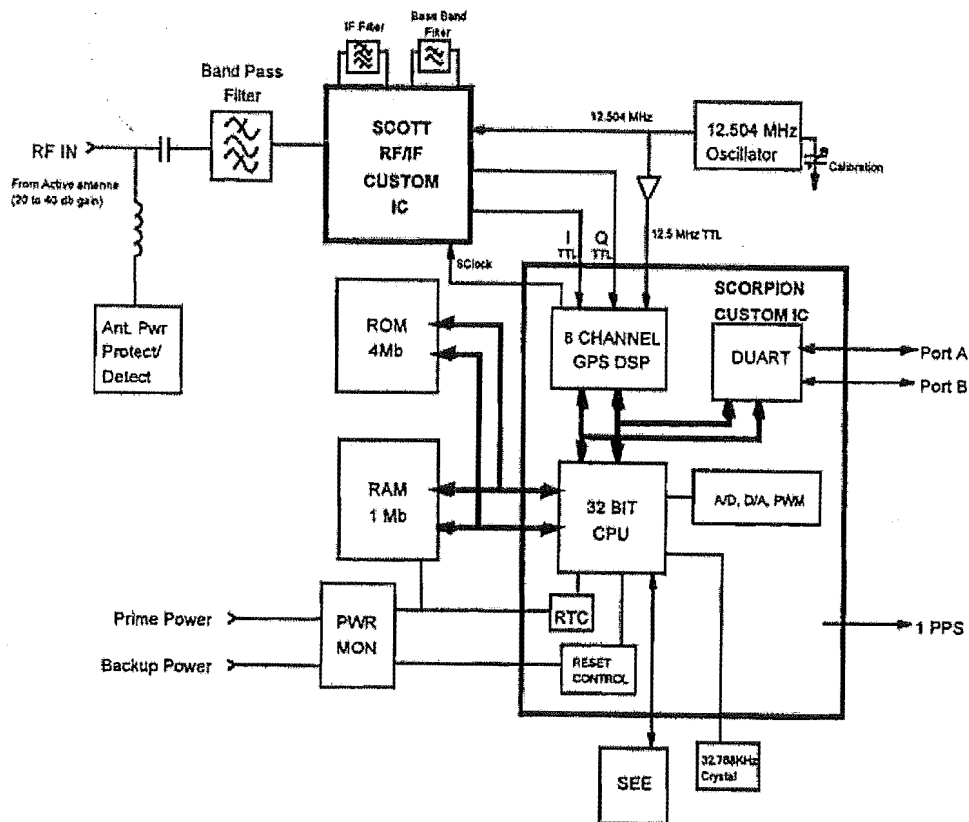 IF Filter
Base Band
Filter
Band Pass
Filter
SCOTT
RF/IF
CUSTOM
IC
12.504 MHz
12.504 MHz
Oscillator
Calibration
RF IN
From Active antenne
(20 to 40 db gain)
12.5 MHz TTL
I
TTL
Q
TTL
SClock
SCORPION
CUSTOM IC
Ant. Pwr
Protect/
Detect
ROM
4Mb
8 CHANNEL
GPS DSP
DUART
Port A
Port B
RAM
1 Mb
32 BIT
CPU
A/D, D/A, PWM
Prime Power
Backup Power
PWR
MON
RTC
RESET
CONTROL
1 PPS
SEE
32.768KHz
Crystal